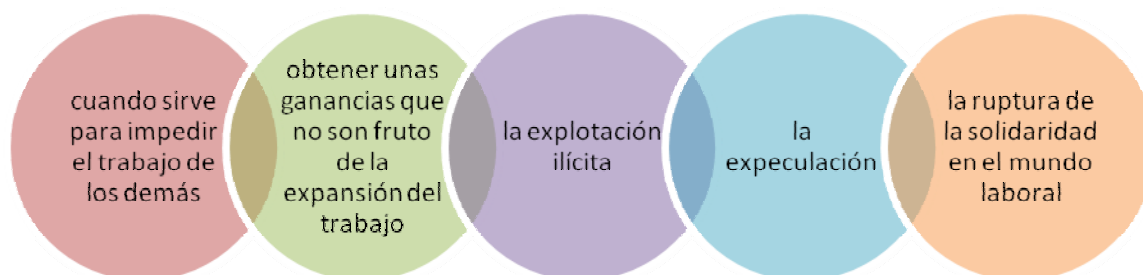 cuando sirve
para impedir
el trabajo de
los demás
obtener unas
ganancias que
no son fruto
de la
expansión del
trabajo
la explotación
ilícita
la
expeculación
la ruptura de
la solidaridad
en el mundo
laboral